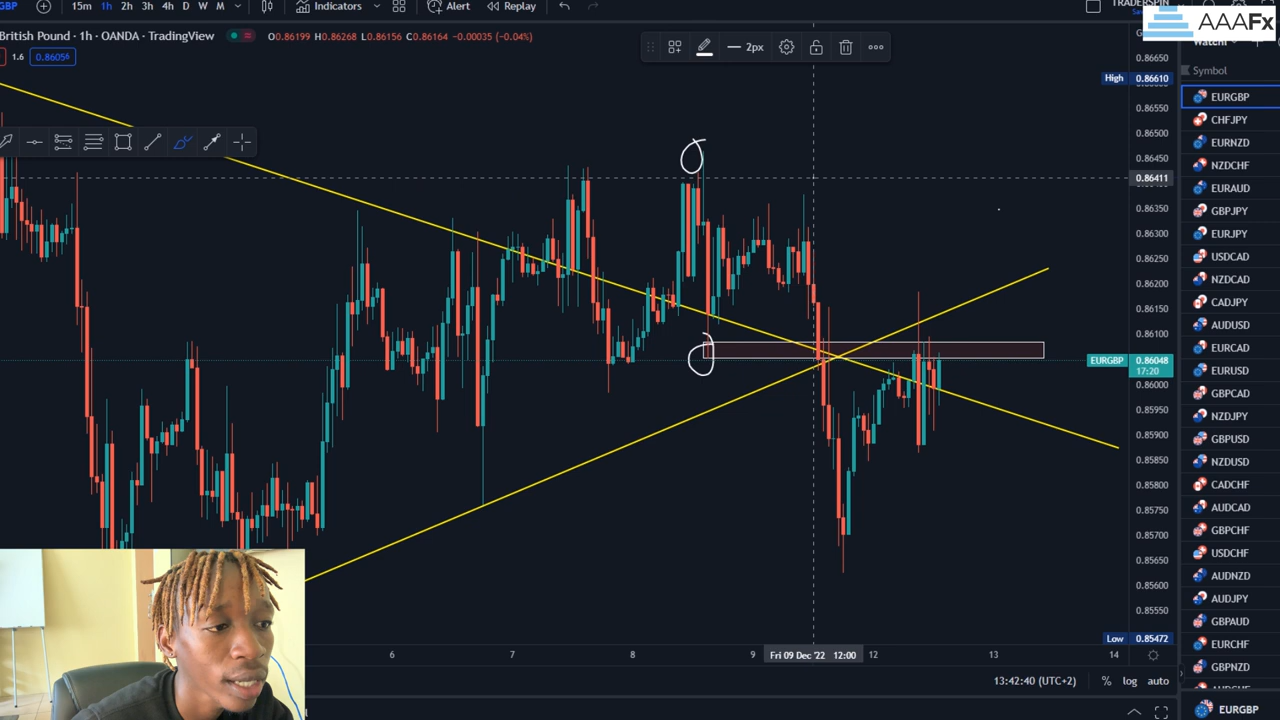 GBP 15m 1h 2h 3h 4h D W M Indicators Alert Replay
AAAFx
British Pound · 1h · OANDA · TradingView O0.86199 H0.86268 L0.86156 C0.86164 −0.00035 (−0.04%)
1.6 0.86056
2px
Symbol
EURGBP
CHFJPY
EURNZD
NZDCHF
EURAUD
GBPJPY
EURJPY
USDCAD
NZDCAD
CADJPY
AUDUSD
EURCAD
EURUSD
GBPCAD
NZDJPY
GBPUSD
NZDUSD
CADCHF
AUDCAD
GBPCHF
USDCHF
AUDNZD
AUDJPY
GBPAUD
EURCHF
GBPNZD
EURGBP
0.86650
High 0.86610
0.86550
0.86500
0.86450
0.86411
0.86350
0.86300
0.86250
0.86200
0.86150
0.86100
EURGBP 0.86048
17:20
0.86000
0.85950
0.85900
0.85850
0.85800
0.85750
0.85700
0.85650
0.85600
0.85550
Low 0.85472
6 7 8 9 Fri 09 Dec '22 12:00 12 13 14
13:42:40 (UTC+2) % log auto